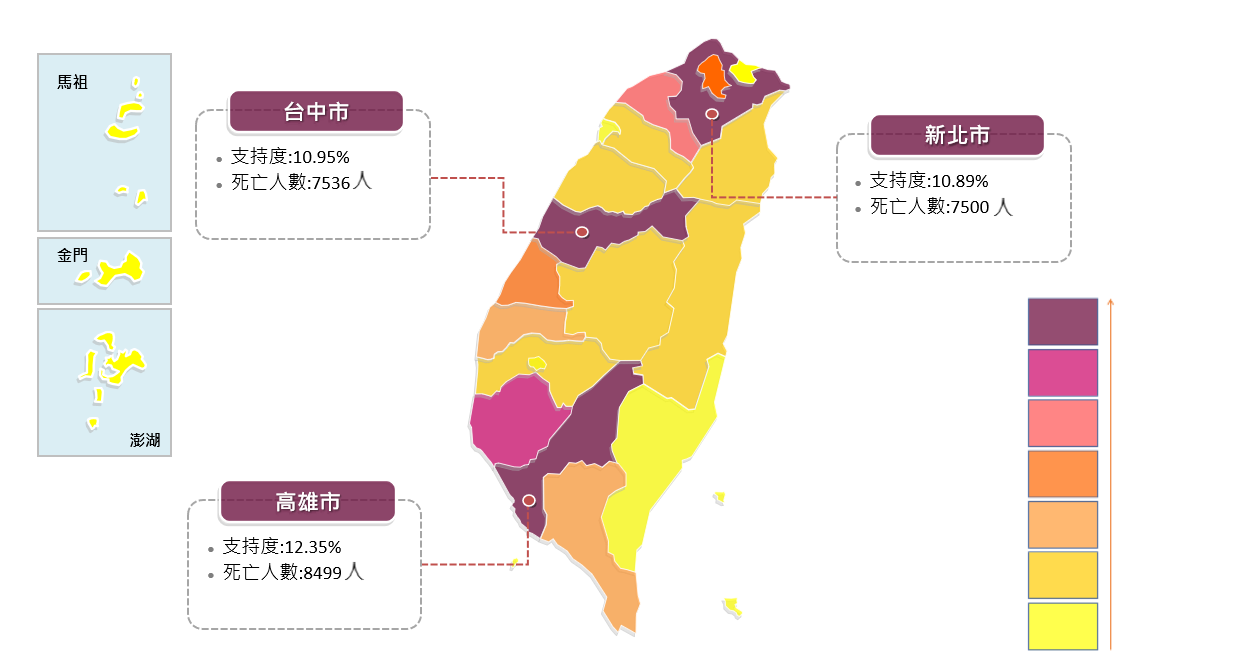 馬祖
金門
澎湖
台中市
支持度:10.95%
死亡人數:7536人
新北市
支持度:10.89%
死亡人數:7500人
高雄市
支持度:12.35%
死亡人數:8499人